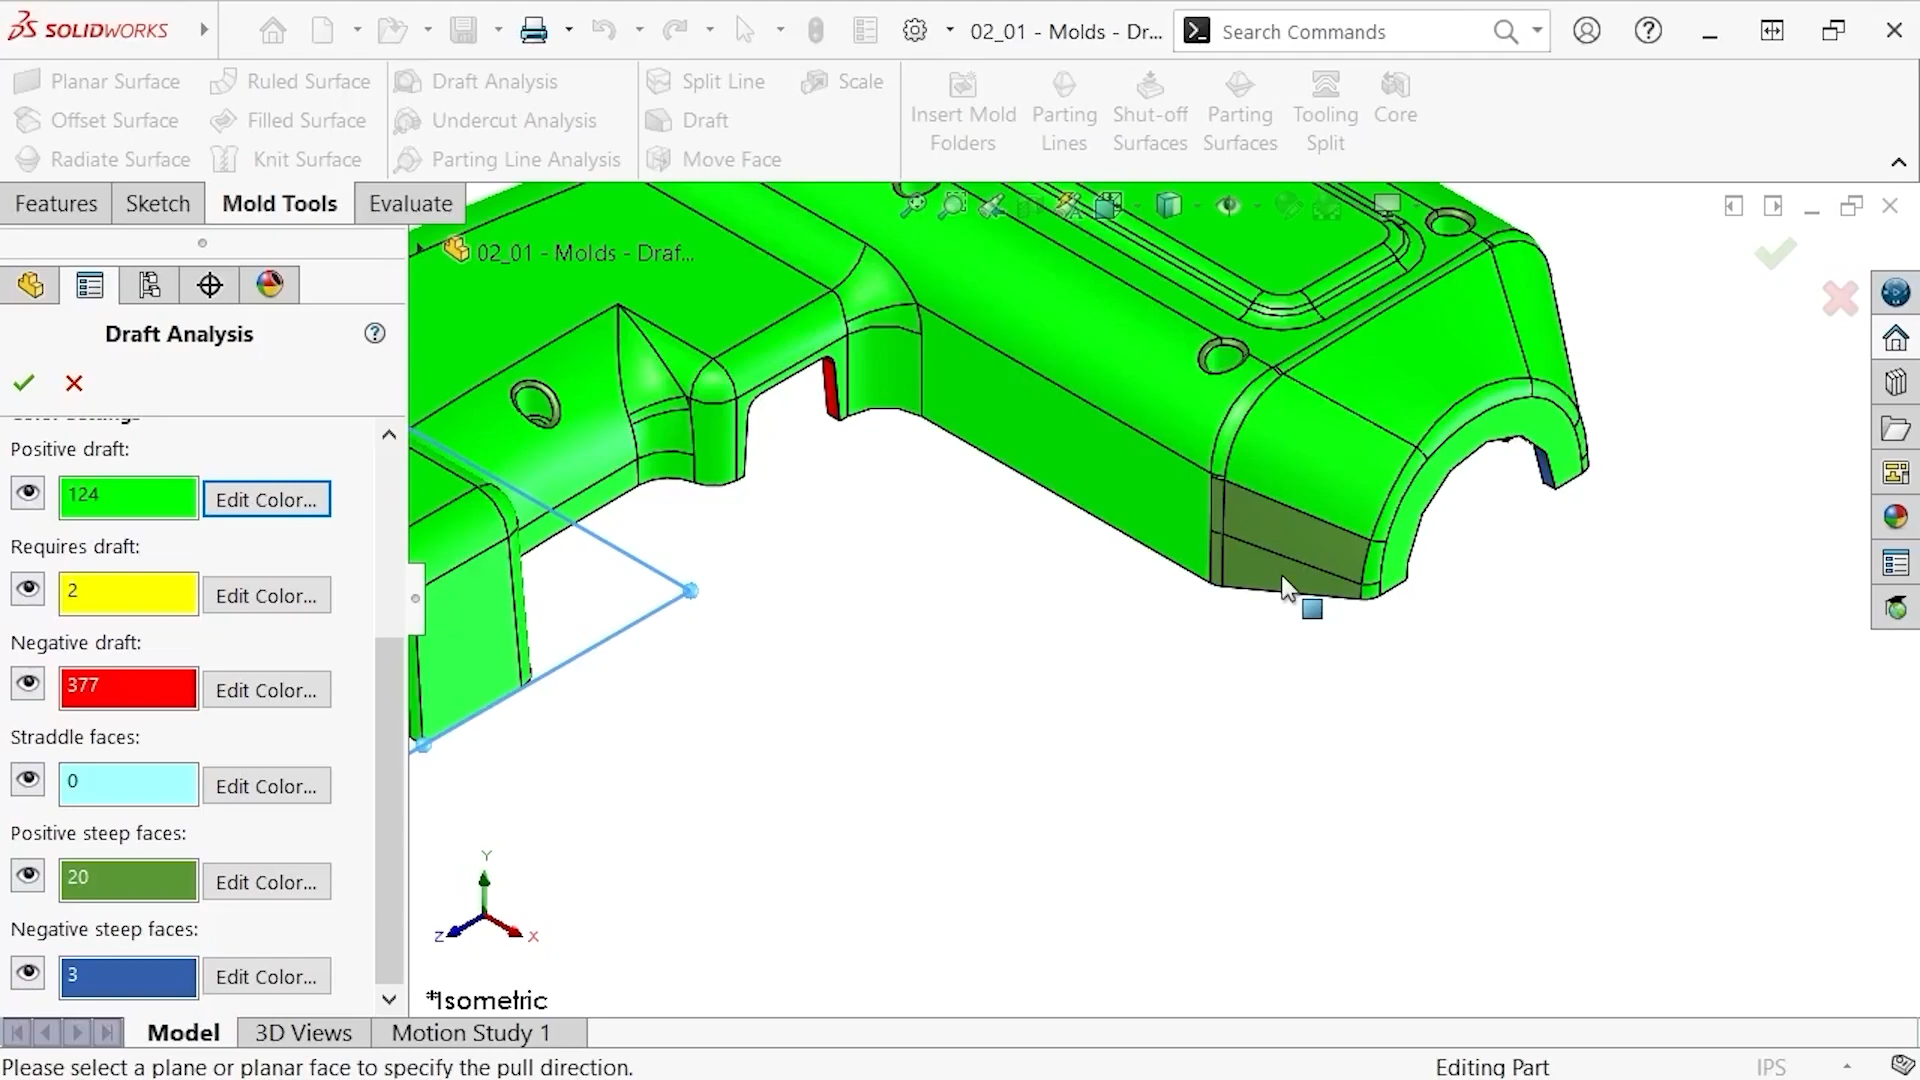 SOLIDWORKS
02_01 - Molds - Dr...
Search Commands
Planar Surface
Ruled Surface
Draft Analysis
Split Line
Scale
Offset Surface
Filled Surface
Undercut Analysis
Draft
Radiate Surface
Knit Surface
Parting Line Analysis
Move Face
Insert Mold
Folders
Parting
Lines
Shut-off
Surfaces
Parting
Surfaces
Tooling
Split
Core
Features
Sketch
Mold Tools
Evaluate
02_01 - Molds - Draf...
Draft Analysis
Positive draft:
124
Edit Color...
Requires draft:
2
Edit Color...
Negative draft:
377
Edit Color...
Straddle faces:
0
Edit Color...
Positive steep faces:
20
Edit Color...
Negative steep faces:
3
Edit Color...
Y
Z
X
*Isometric
Model
3D Views
Motion Study 1
Please select a plane or planar face to specify the pull direction.
Editing Part
IPS